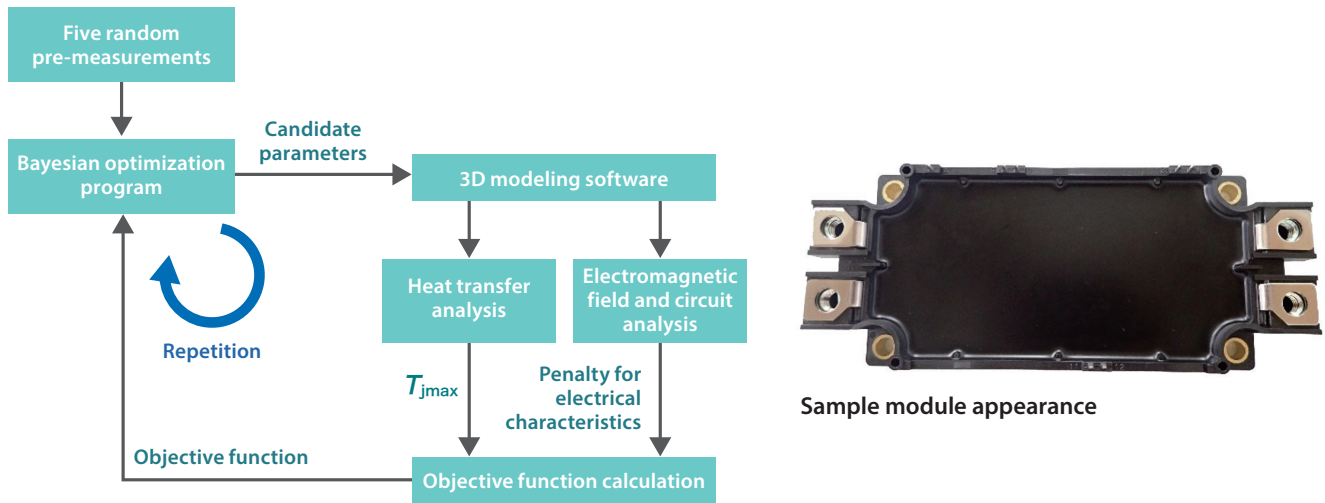 Five random
pre-measurements
Bayesian optimization
program
Candidate
parameters
3D modeling software
Heat transfer
analysis
Electromagnetic
field and circuit
analysis
Repetition
Tjmax
Penalty for
electrical
characteristics
Objective function
Objective function calculation
Sample module appearance